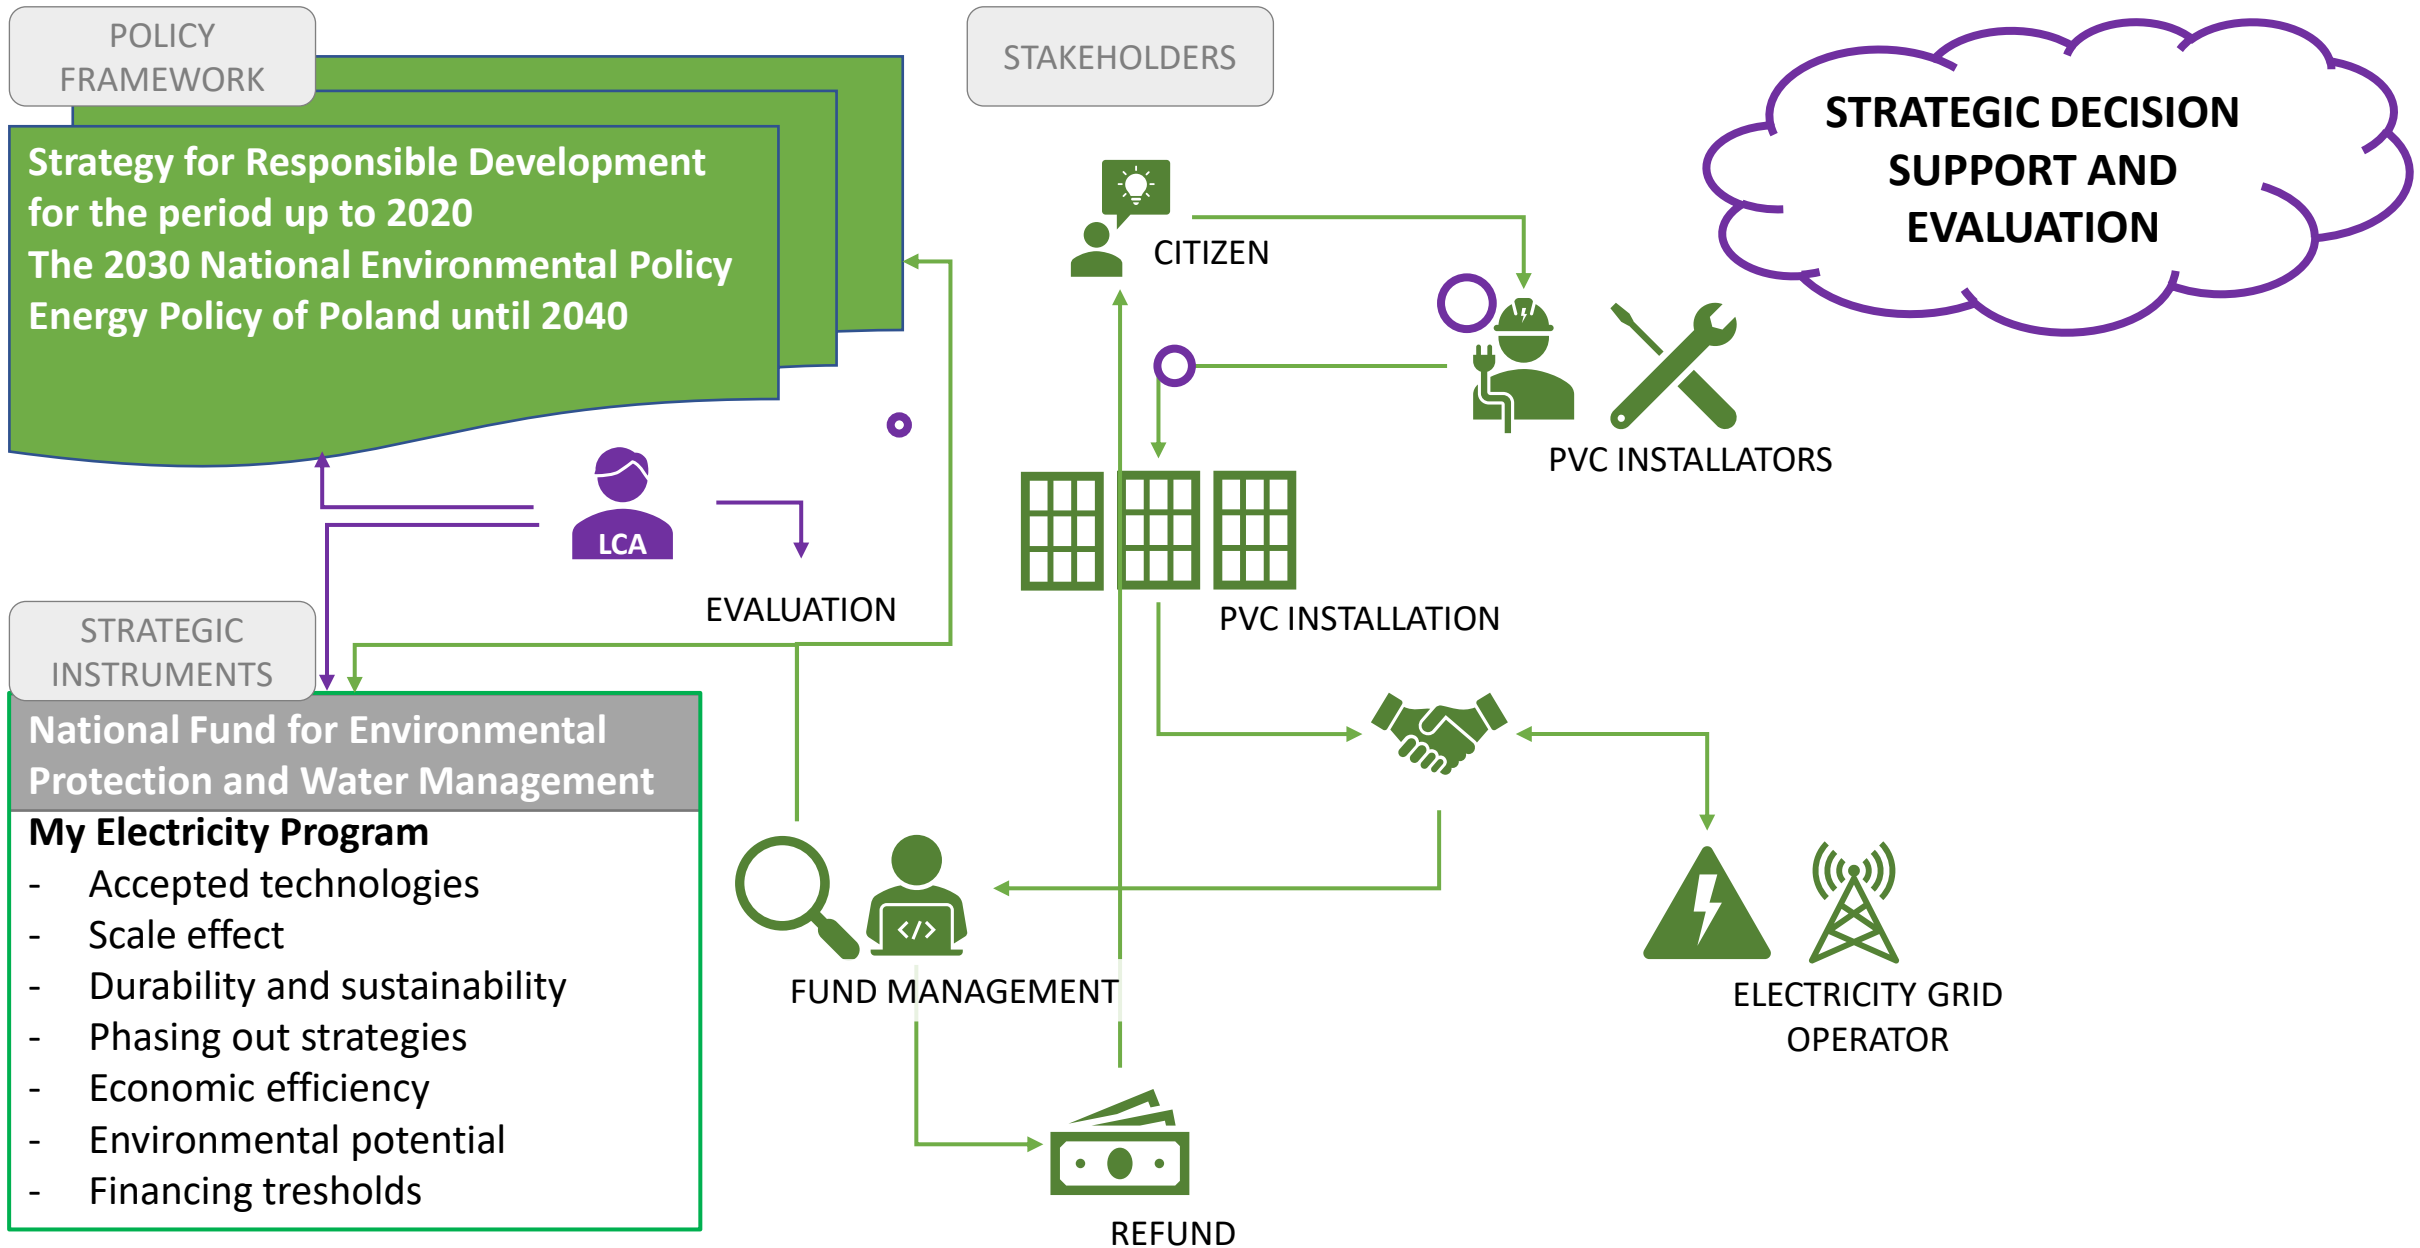 POLICY
FRAMEWORK
Strategy for Responsible Development
for the period up to 2020
The 2030 National Environmental Policy
Energy Policy of Poland until 2040
STAKEHOLDERS
STRATEGIC DECISION
SUPPORT AND
EVALUATION
CITIZEN
PVC INSTALLATORS
LCA
EVALUATION
PVC INSTALLATION
STRATEGIC
INSTRUMENTS
National Fund for Environmental
Protection and Water Management
My Electricity Program
- Accepted technologies
- Scale effect
- Durability and sustainability
- Phasing out strategies
- Economic efficiency
- Environmental potential
- Financing tresholds
</>
FUND MANAGEMENT
ELECTRICITY GRID
OPERATOR
REFUND